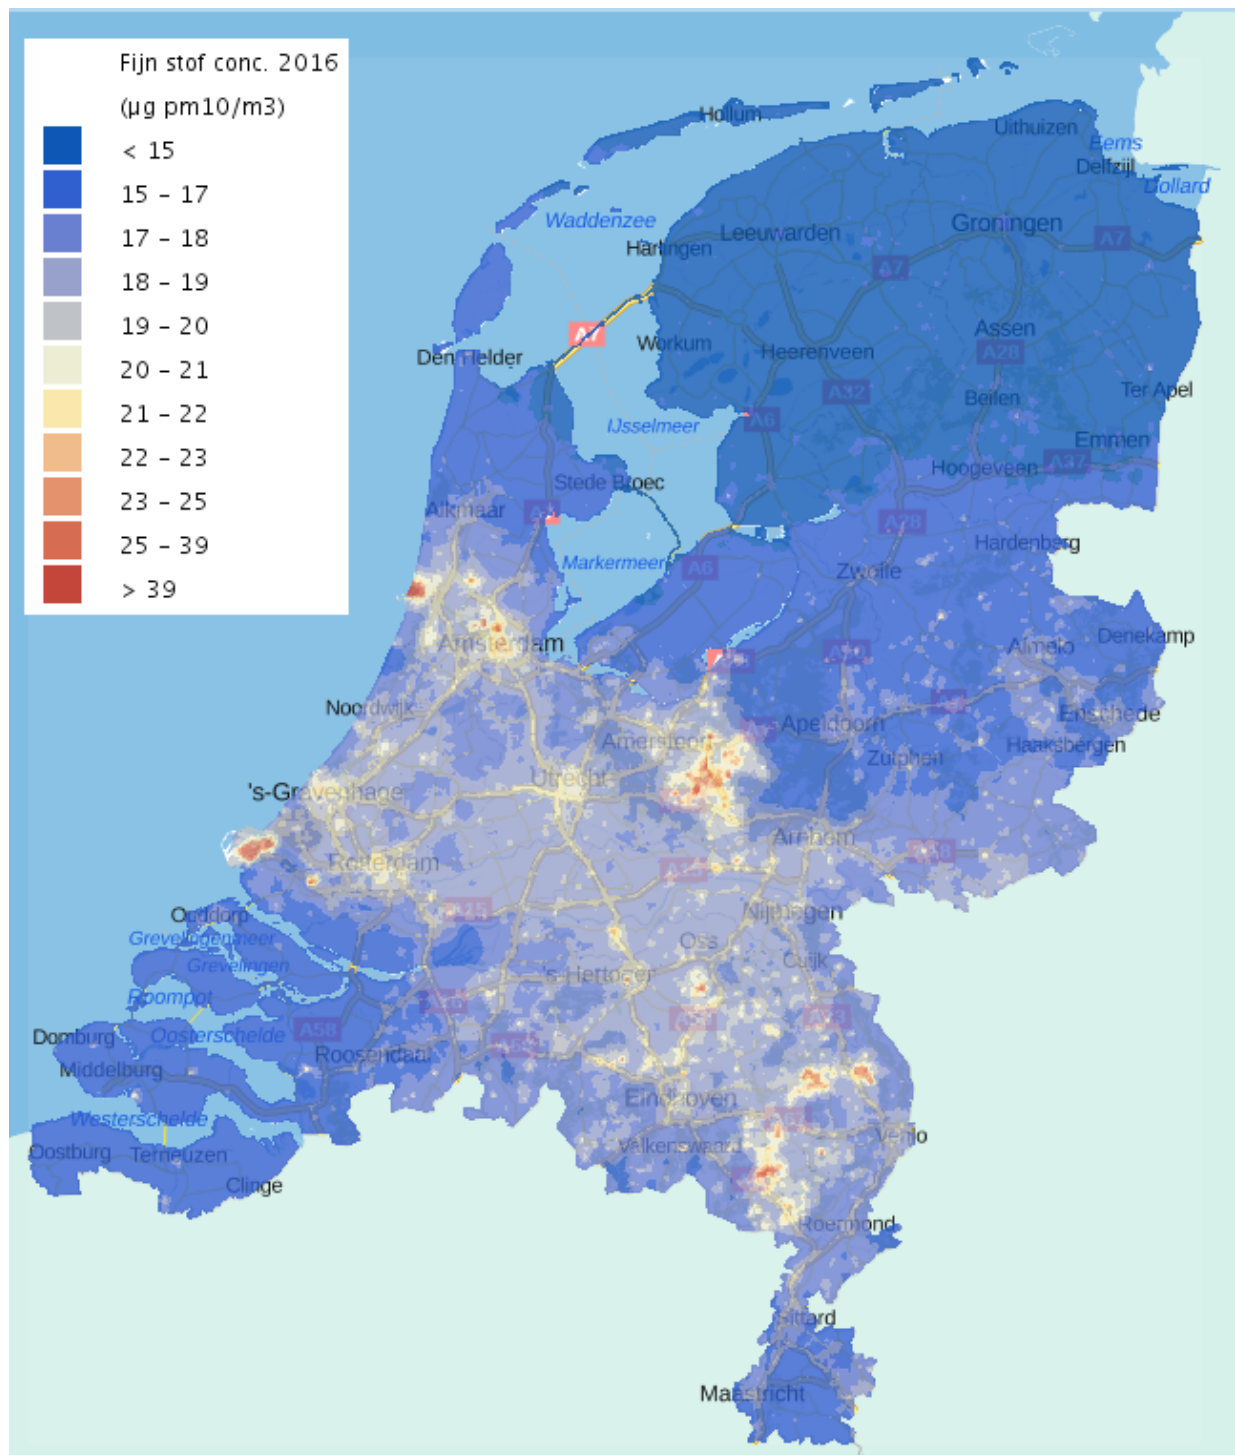 Fijn stof conc. 2016
(µg pm10/m3)
< 15
15 – 17
17 – 18
18 – 19
19 – 20
20 – 21
21 – 22
22 – 23
23 – 25
25 – 39
> 39
Hollum
Uithuizen
Eems
Delfzijl
Dollard
Waddenzee
Groningen
Leeuwarden
A7
Harlingen
A7
A7
Workum
Assen
Den Helder
Heerenveen
A28
Ter Apel
A32
Beilen
A6
IJsselmeer
Emmen
Hoogeveen
A37
Stede Broec
Alkmaar
A28
Hardenberg
Markermeer
A6
Zwolle
Denekamp
Amsterdam
Almelo
Noordwijk
Enschede
Apeldoorn
Amersfoort
Haaksbergen
Zutphen
Utrecht
's-Gravenhage
Arnhem
Rotterdam
A15
Nijmegen
Ouddorp
Grevelingenmeer
Oss
Grevelingen
Cuijk
's-Hertoger
Roompot
A58
Oosterschelde
Domburg
Roosendaal
Middelburg
Eindhoven
Westerschelde
Venlo
Valkenswaard
Oostburg
Terneuzen
Clinge
Roermond
Sittard
Maastricht